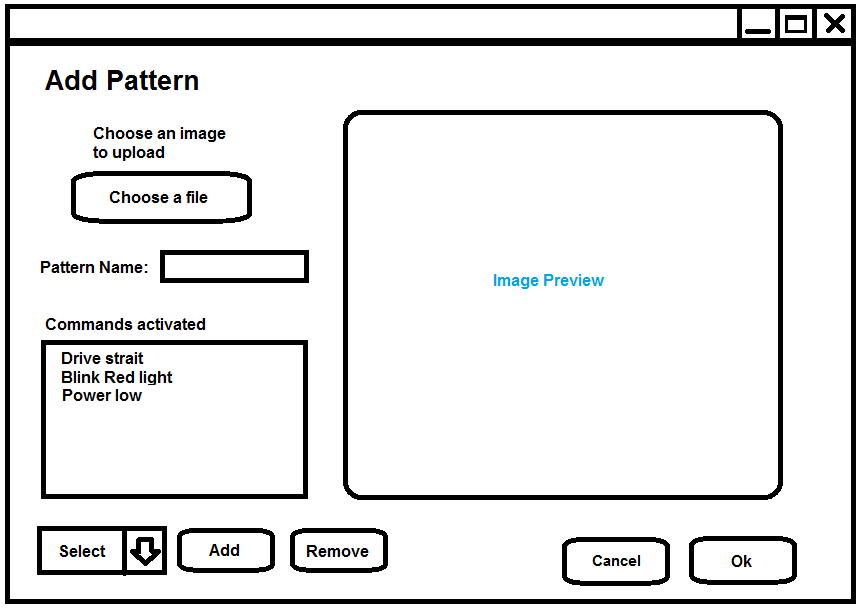 Add Pattern
Choose an image
to upload
Choose a file
Pattern Name:
Image Preview
Commands activated
Drive strait
Blink Red light
Power low
Select
Add
Remove
Cancel
Ok